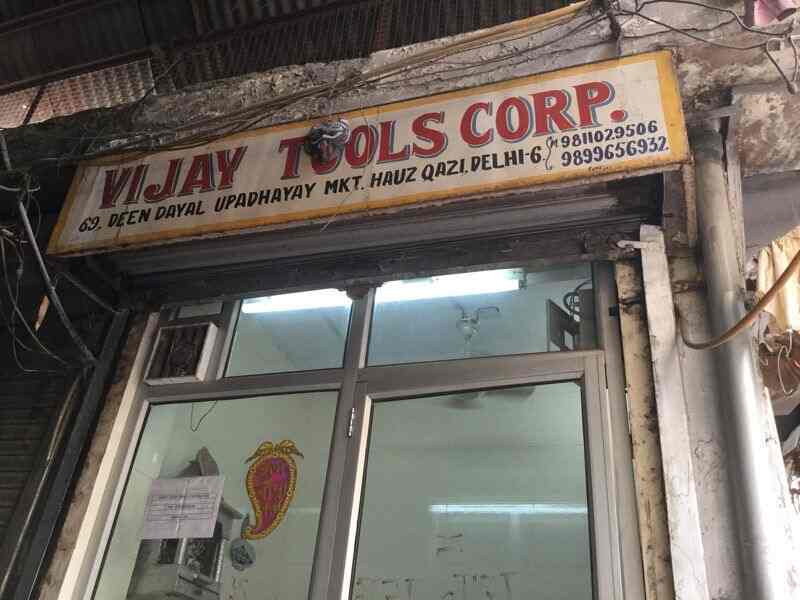 VIJAY TOOLS CORP.
69, DEEN DAYAL UPADHAYAY MKT. HAUZ QAZI, DELHI-6.
9811029506
9899656932